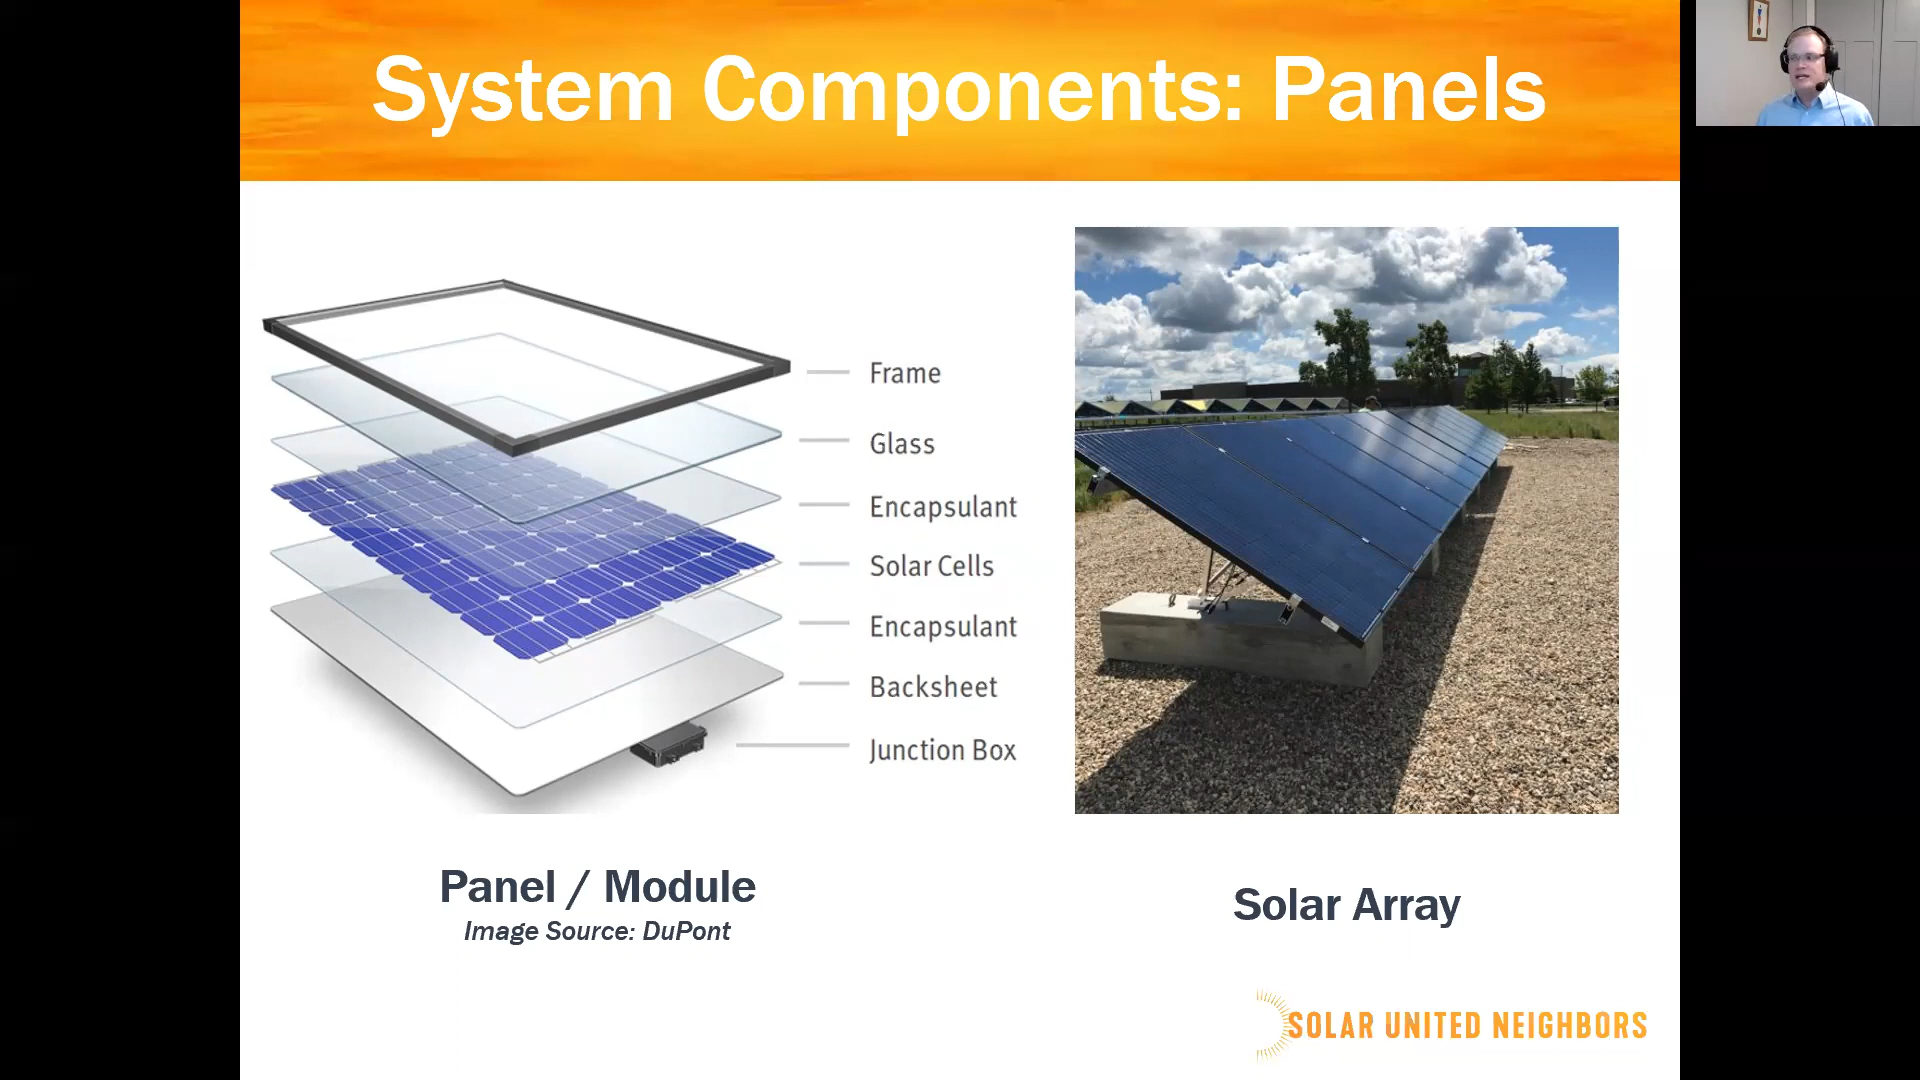 System Components: Panels
Frame
Glass
Encapsulant
Solar Cells
Encapsulant
Backsheet
Junction Box
Panel / Module
Image Source: DuPont
Solar Array
SOLAR UNITED NEIGHBORS